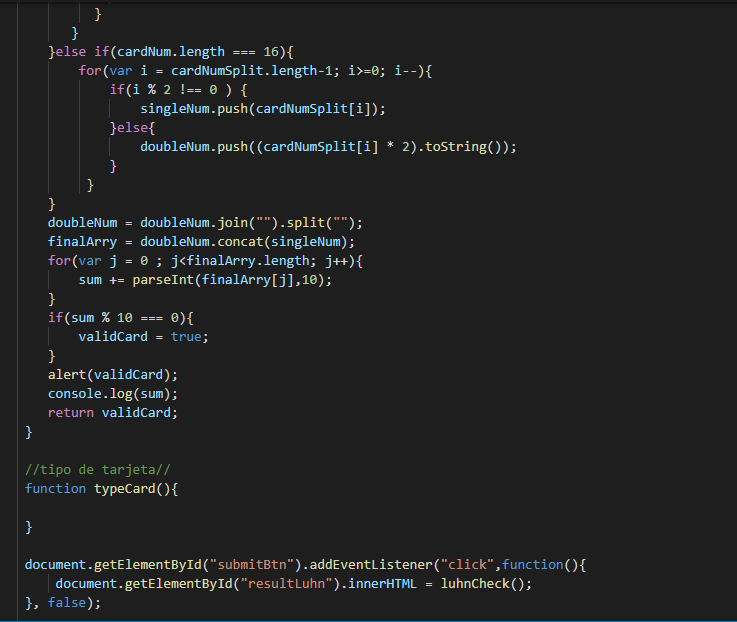 }
}
}else if(cardNum.length === 16){
for(var i = cardNumSplit.length-1; i>=0; i--){
if(i % 2 !== 0 ) {
singleNum.push(cardNumSplit[i]);
}else{
doubleNum.push((cardNumSplit[i] * 2).toString());
}
}
}
doubleNum = doubleNum.join("").split("");
finalArry = doubleNum.concat(singleNum);
for(var j = 0 ; j<finalArry.length; j++){
sum += parseInt(finalArry[j],10);
}
if(sum % 10 === 0){
validCard = true;
}
alert(validCard);
console.log(sum);
return validCard;
}
//tipo de tarjeta//
function typeCard(){
}
document.getElementById("submitBtn").addEventListener("click",function(){
document.getElementById("resultLuhn").innerHTML = luhnCheck();
}, false);